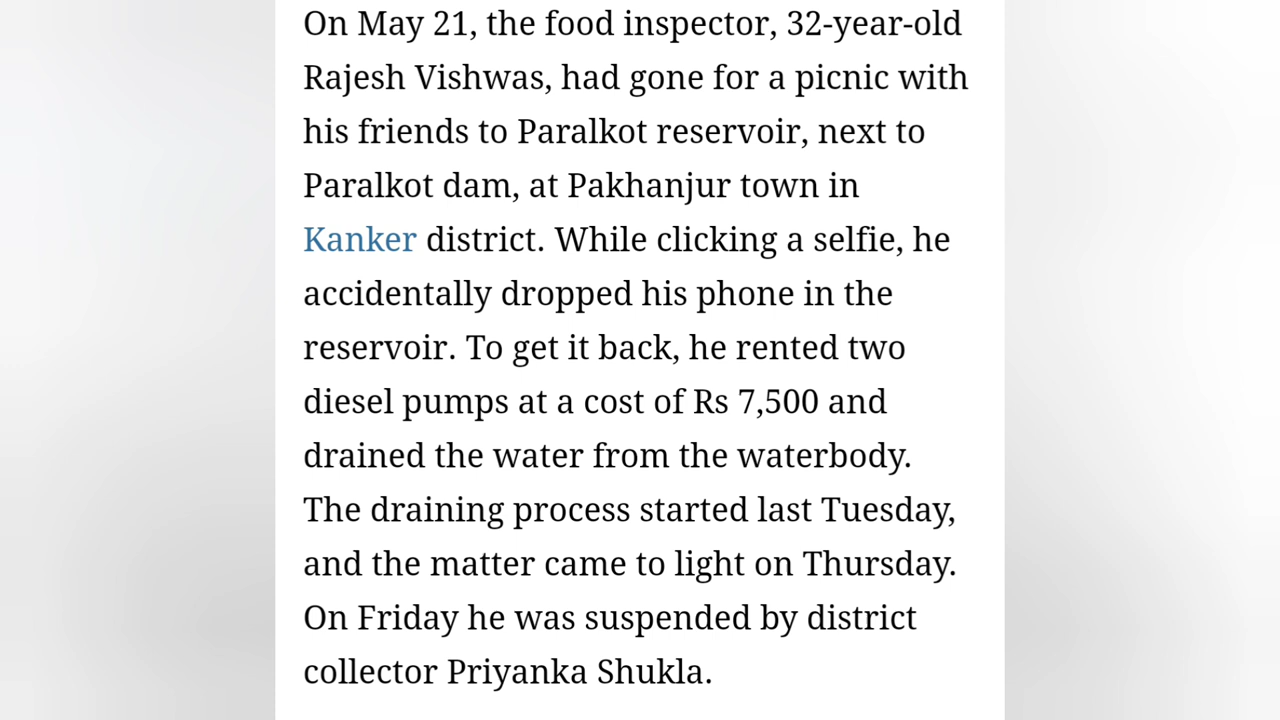 On May 21, the food inspector, 32-year-old
Rajesh Vishwas, had gone for a picnic with
his friends to Paralkot reservoir, next to
Paralkot dam, at Pakhanjur town in
Kanker district. While clicking a selfie, he
accidentally dropped his phone in the
reservoir. To get it back, he rented two
diesel pumps at a cost of Rs 7,500 and
drained the water from the waterbody.
The draining process started last Tuesday,
and the matter came to light on Thursday.
On Friday he was suspended by district
collector Priyanka Shukla.